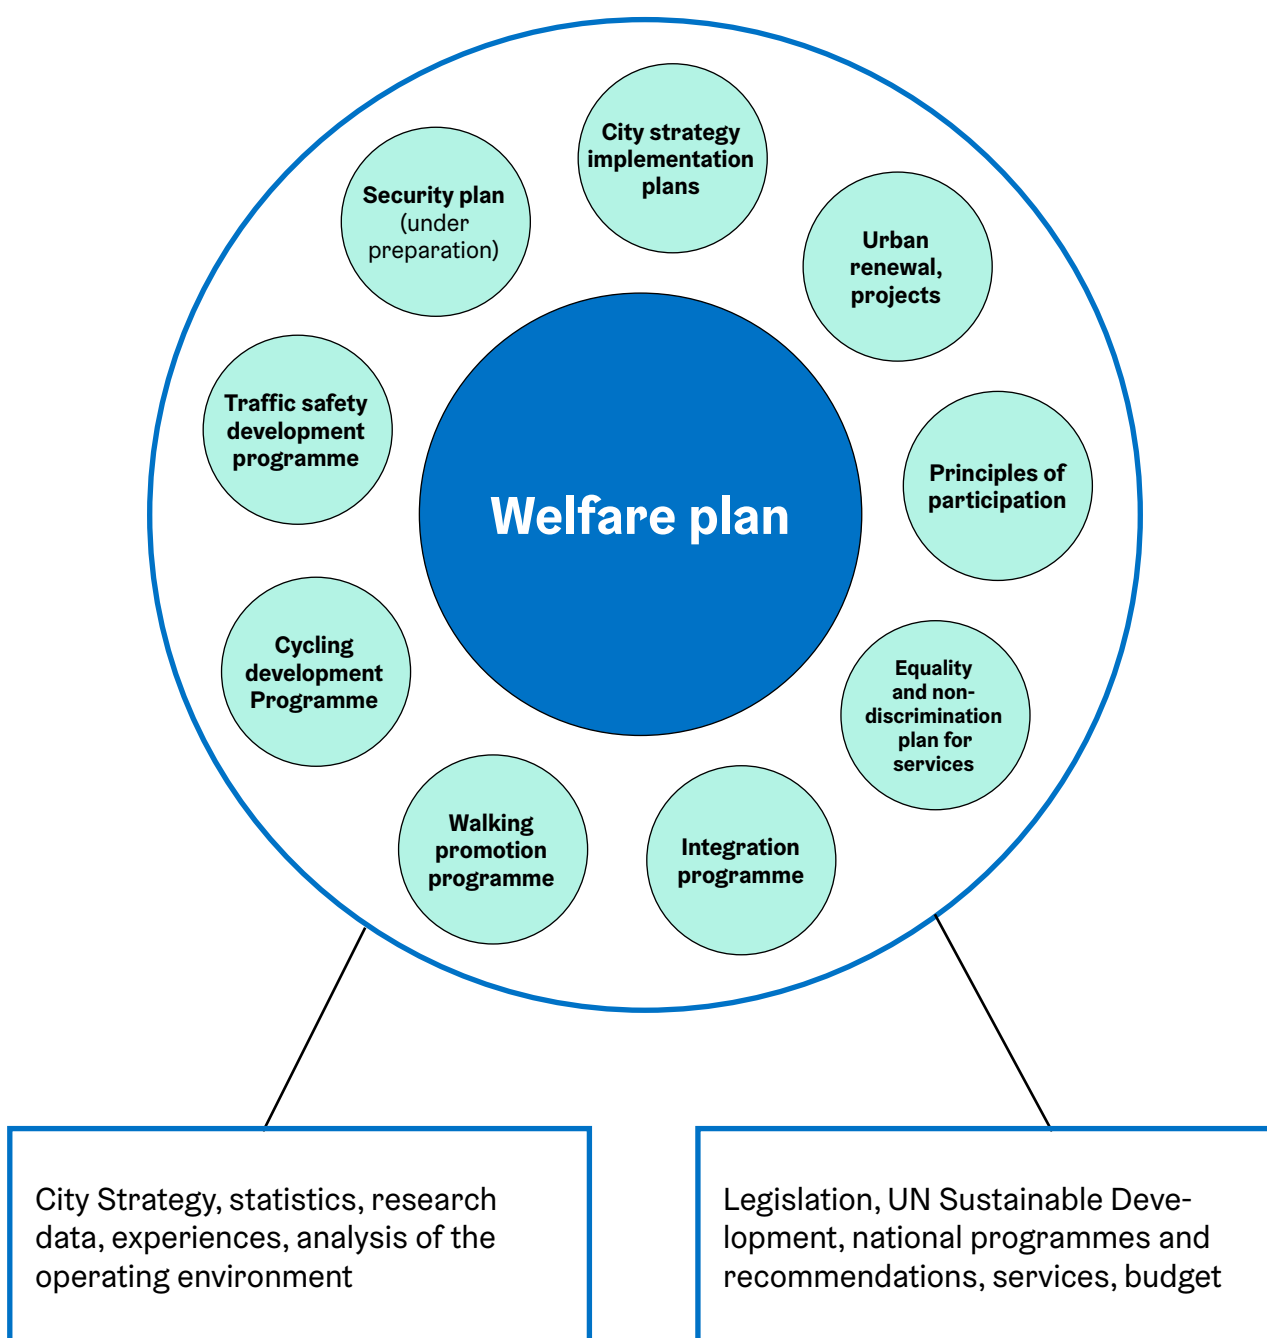 City strategy
implementation
plans
Security plan
(under
preparation)
Urban
renewal,
projects
Traffic safety
development
programme
Principles of
participation
Welfare plan
Cycling
development
Programme
Equality
and non-
discrimination
plan for
services
Walking
promotion
programme
Integration
programme
City Strategy, statistics, research
data, experiences, analysis of the
operating environment
Legislation, UN Sustainable Deve-
lopment, national programmes and
recommendations, services, budget